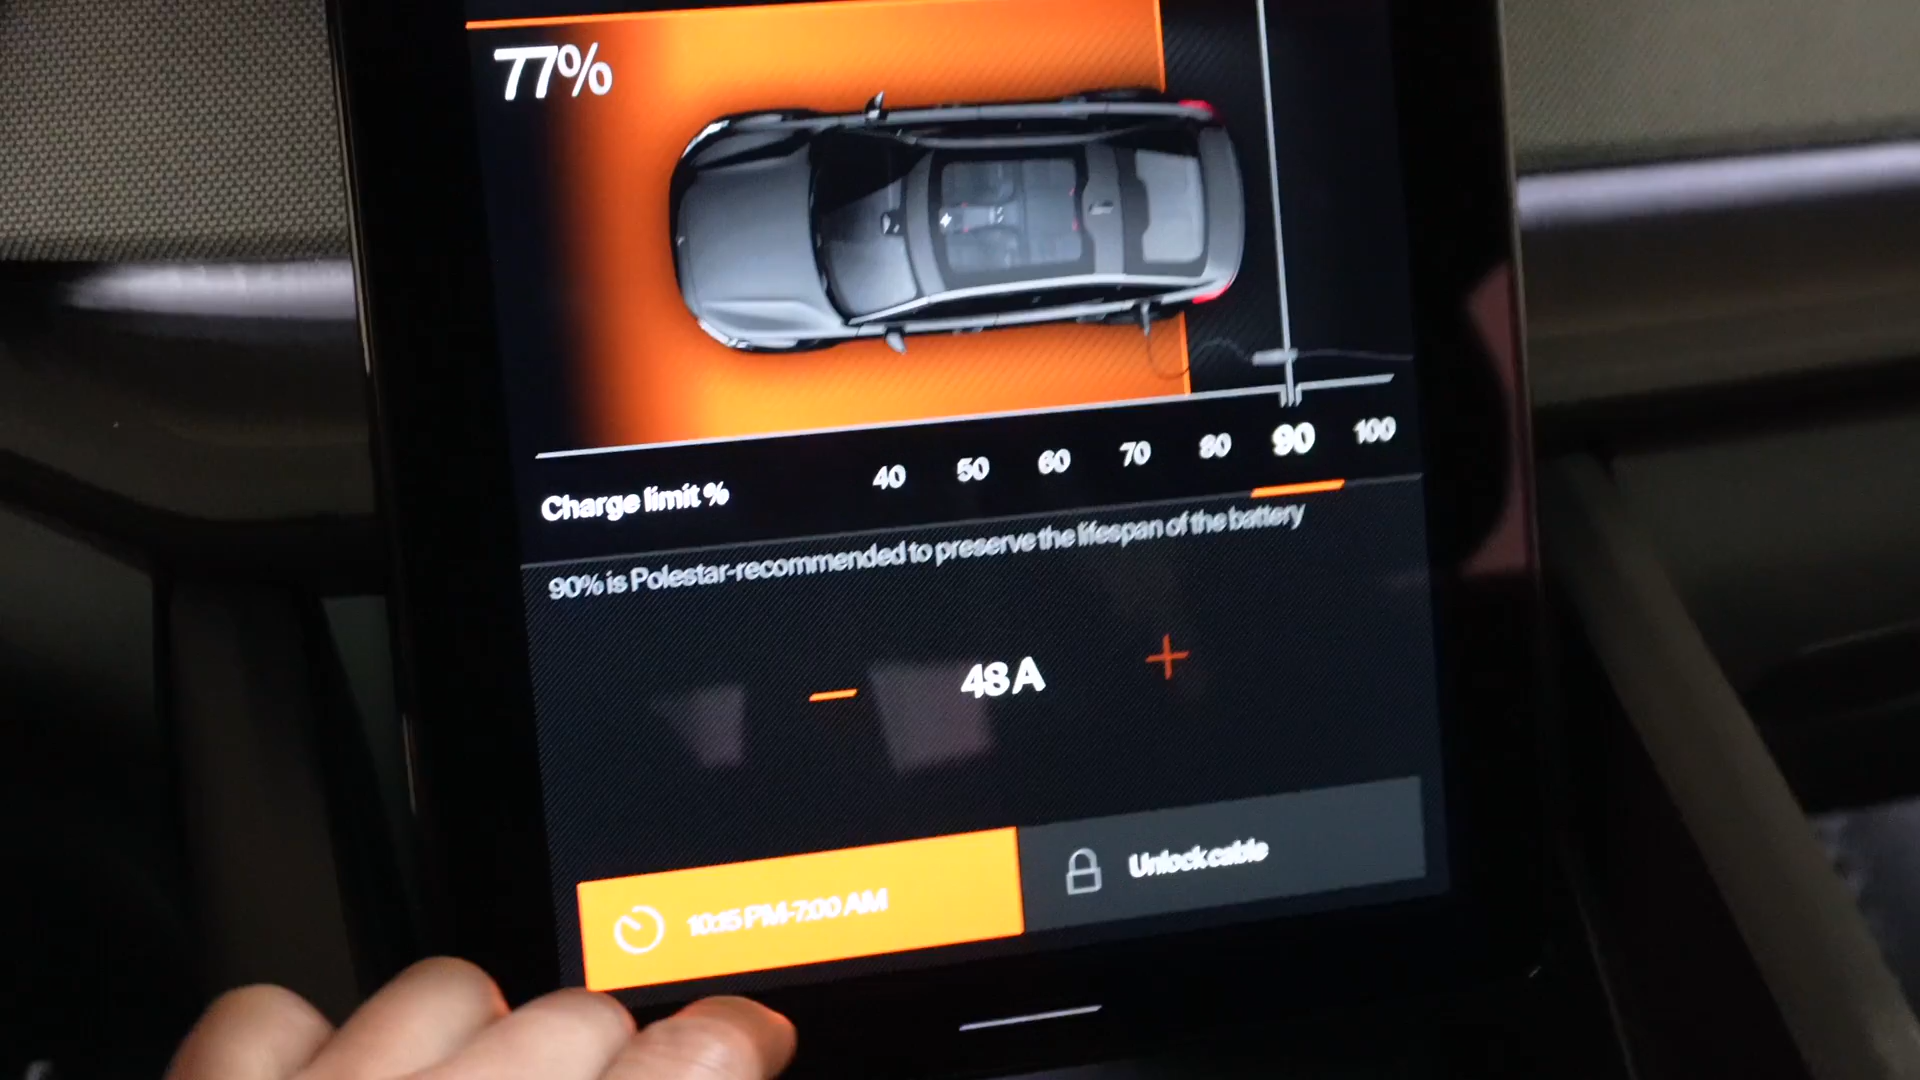 77%
40 50 60 70 80 90 100
Charge limit %
90% is Polestar-recommended to preserve the lifespan of the battery
48 A
10:15 PM-7:00 AM
Unlock cable